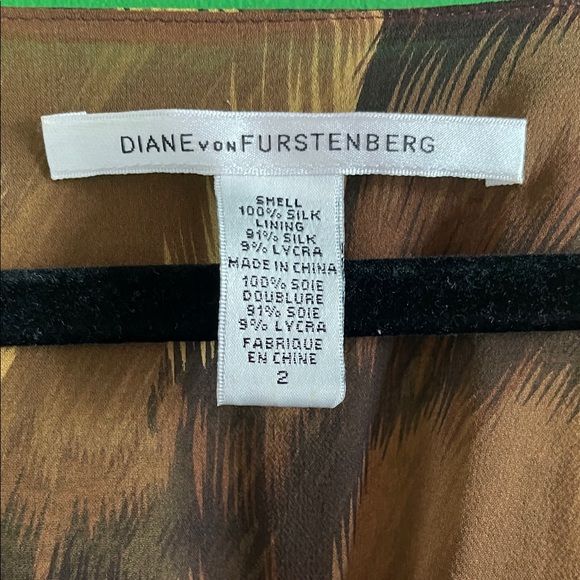 DIANE VON FURSTENBERG
SHELL
100% SILK
LINING
91% SILK
9% LYCRA
MADE IN CHINA
100% SOIE
DOUBLURE
91% SOIE
9% LYCRA
FABRIQUE
EN CHINE
2